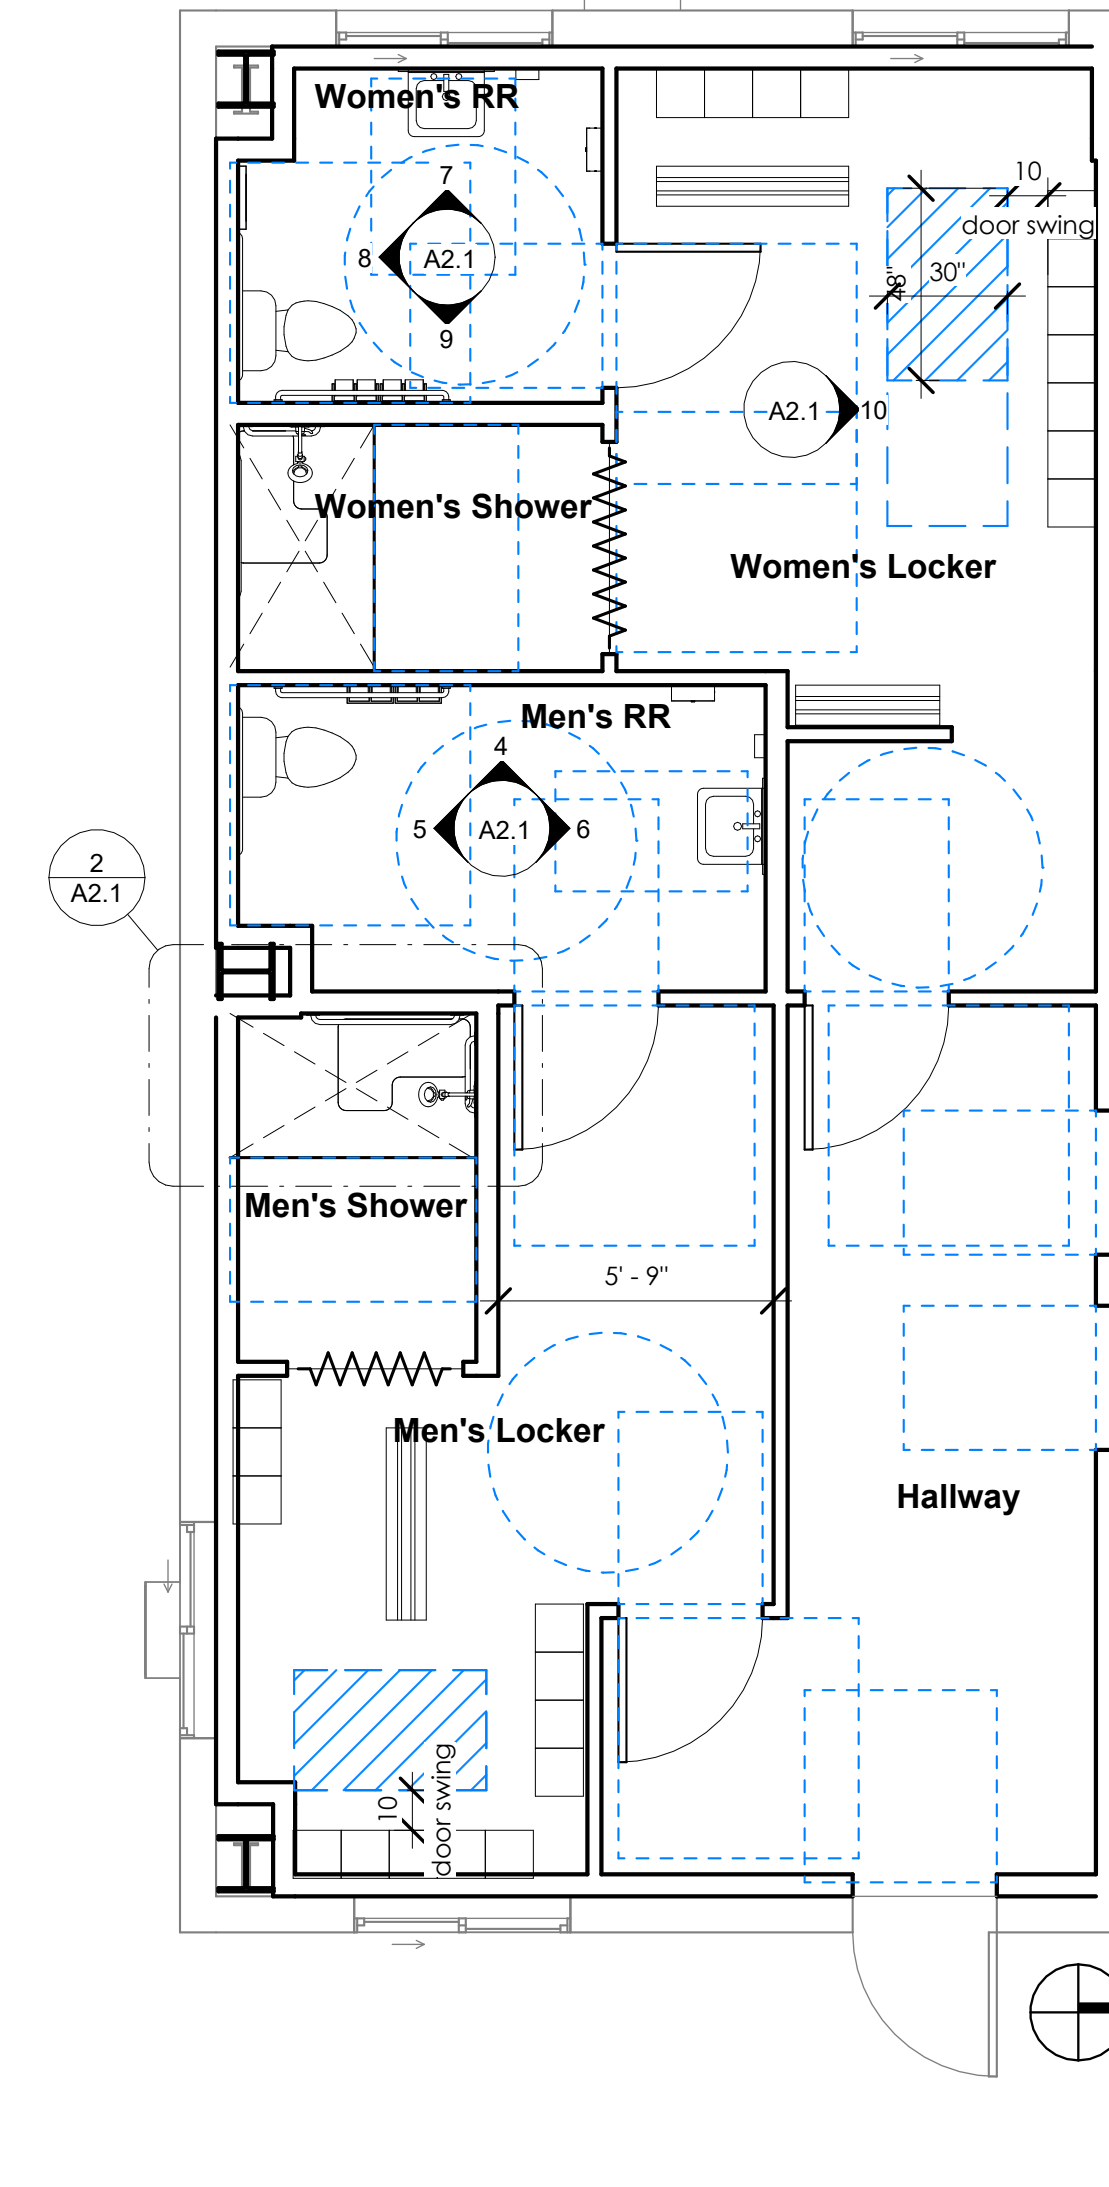 Women's RR
7
8
A2.1
9
10
door swing
48"
30"
A2.1
10
Women's Shower
Women's Locker
Men's RR
4
5
A2.1
6
2
A2.1
Men's Shower
5' - 9"
Men's Locker
Hallway
10
door swing